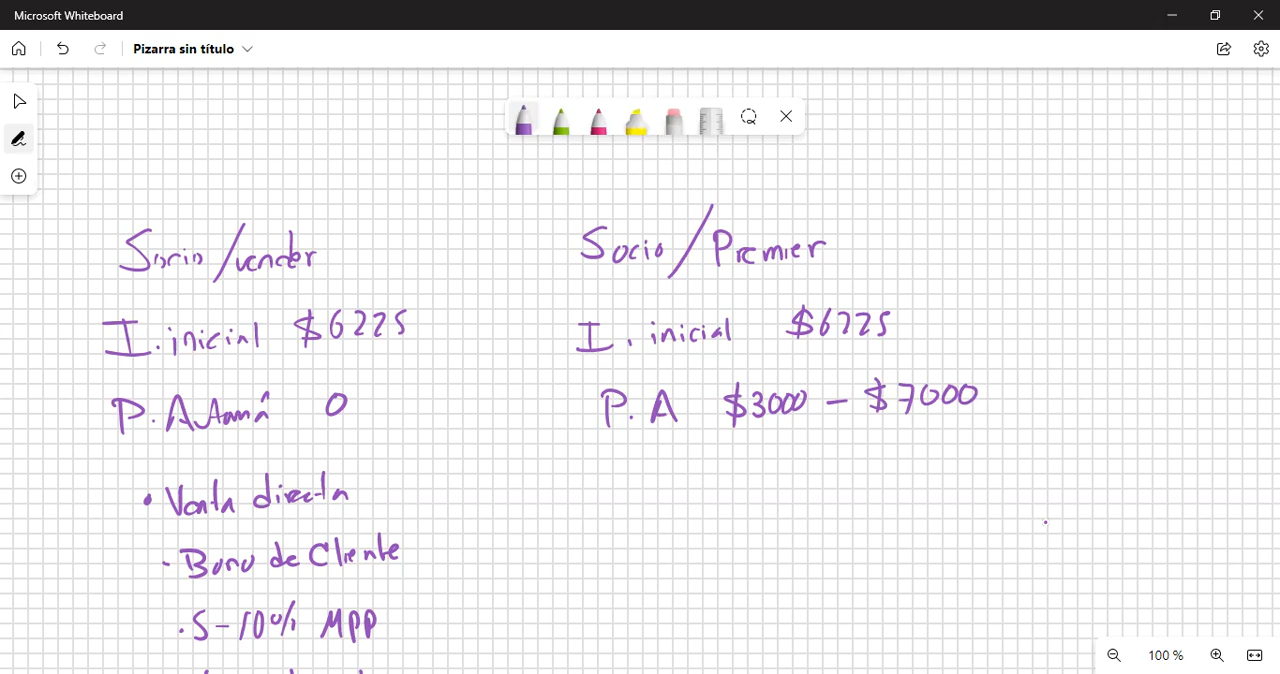 Microsoft Whiteboard
Pizarra sin título
Socio/vender
I. inicial $6225
P. A
0
• Venta directa
• Bono de Cliente
• 5-10% MPP
Socio/Premier
I. inicial $6225
P. A $3000 - $7000
100 %